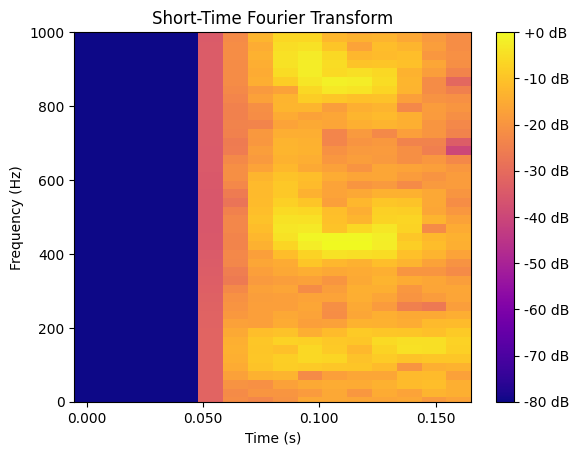 Short-Time Fourier Transform
1000
800
600
400
200
0
Frequency (Hz)
0.000
0.050
0.100
0.150
Time (s)
+0 dB
-10 dB
-20 dB
-30 dB
-40 dB
-50 dB
-60 dB
-70 dB
-80 dB